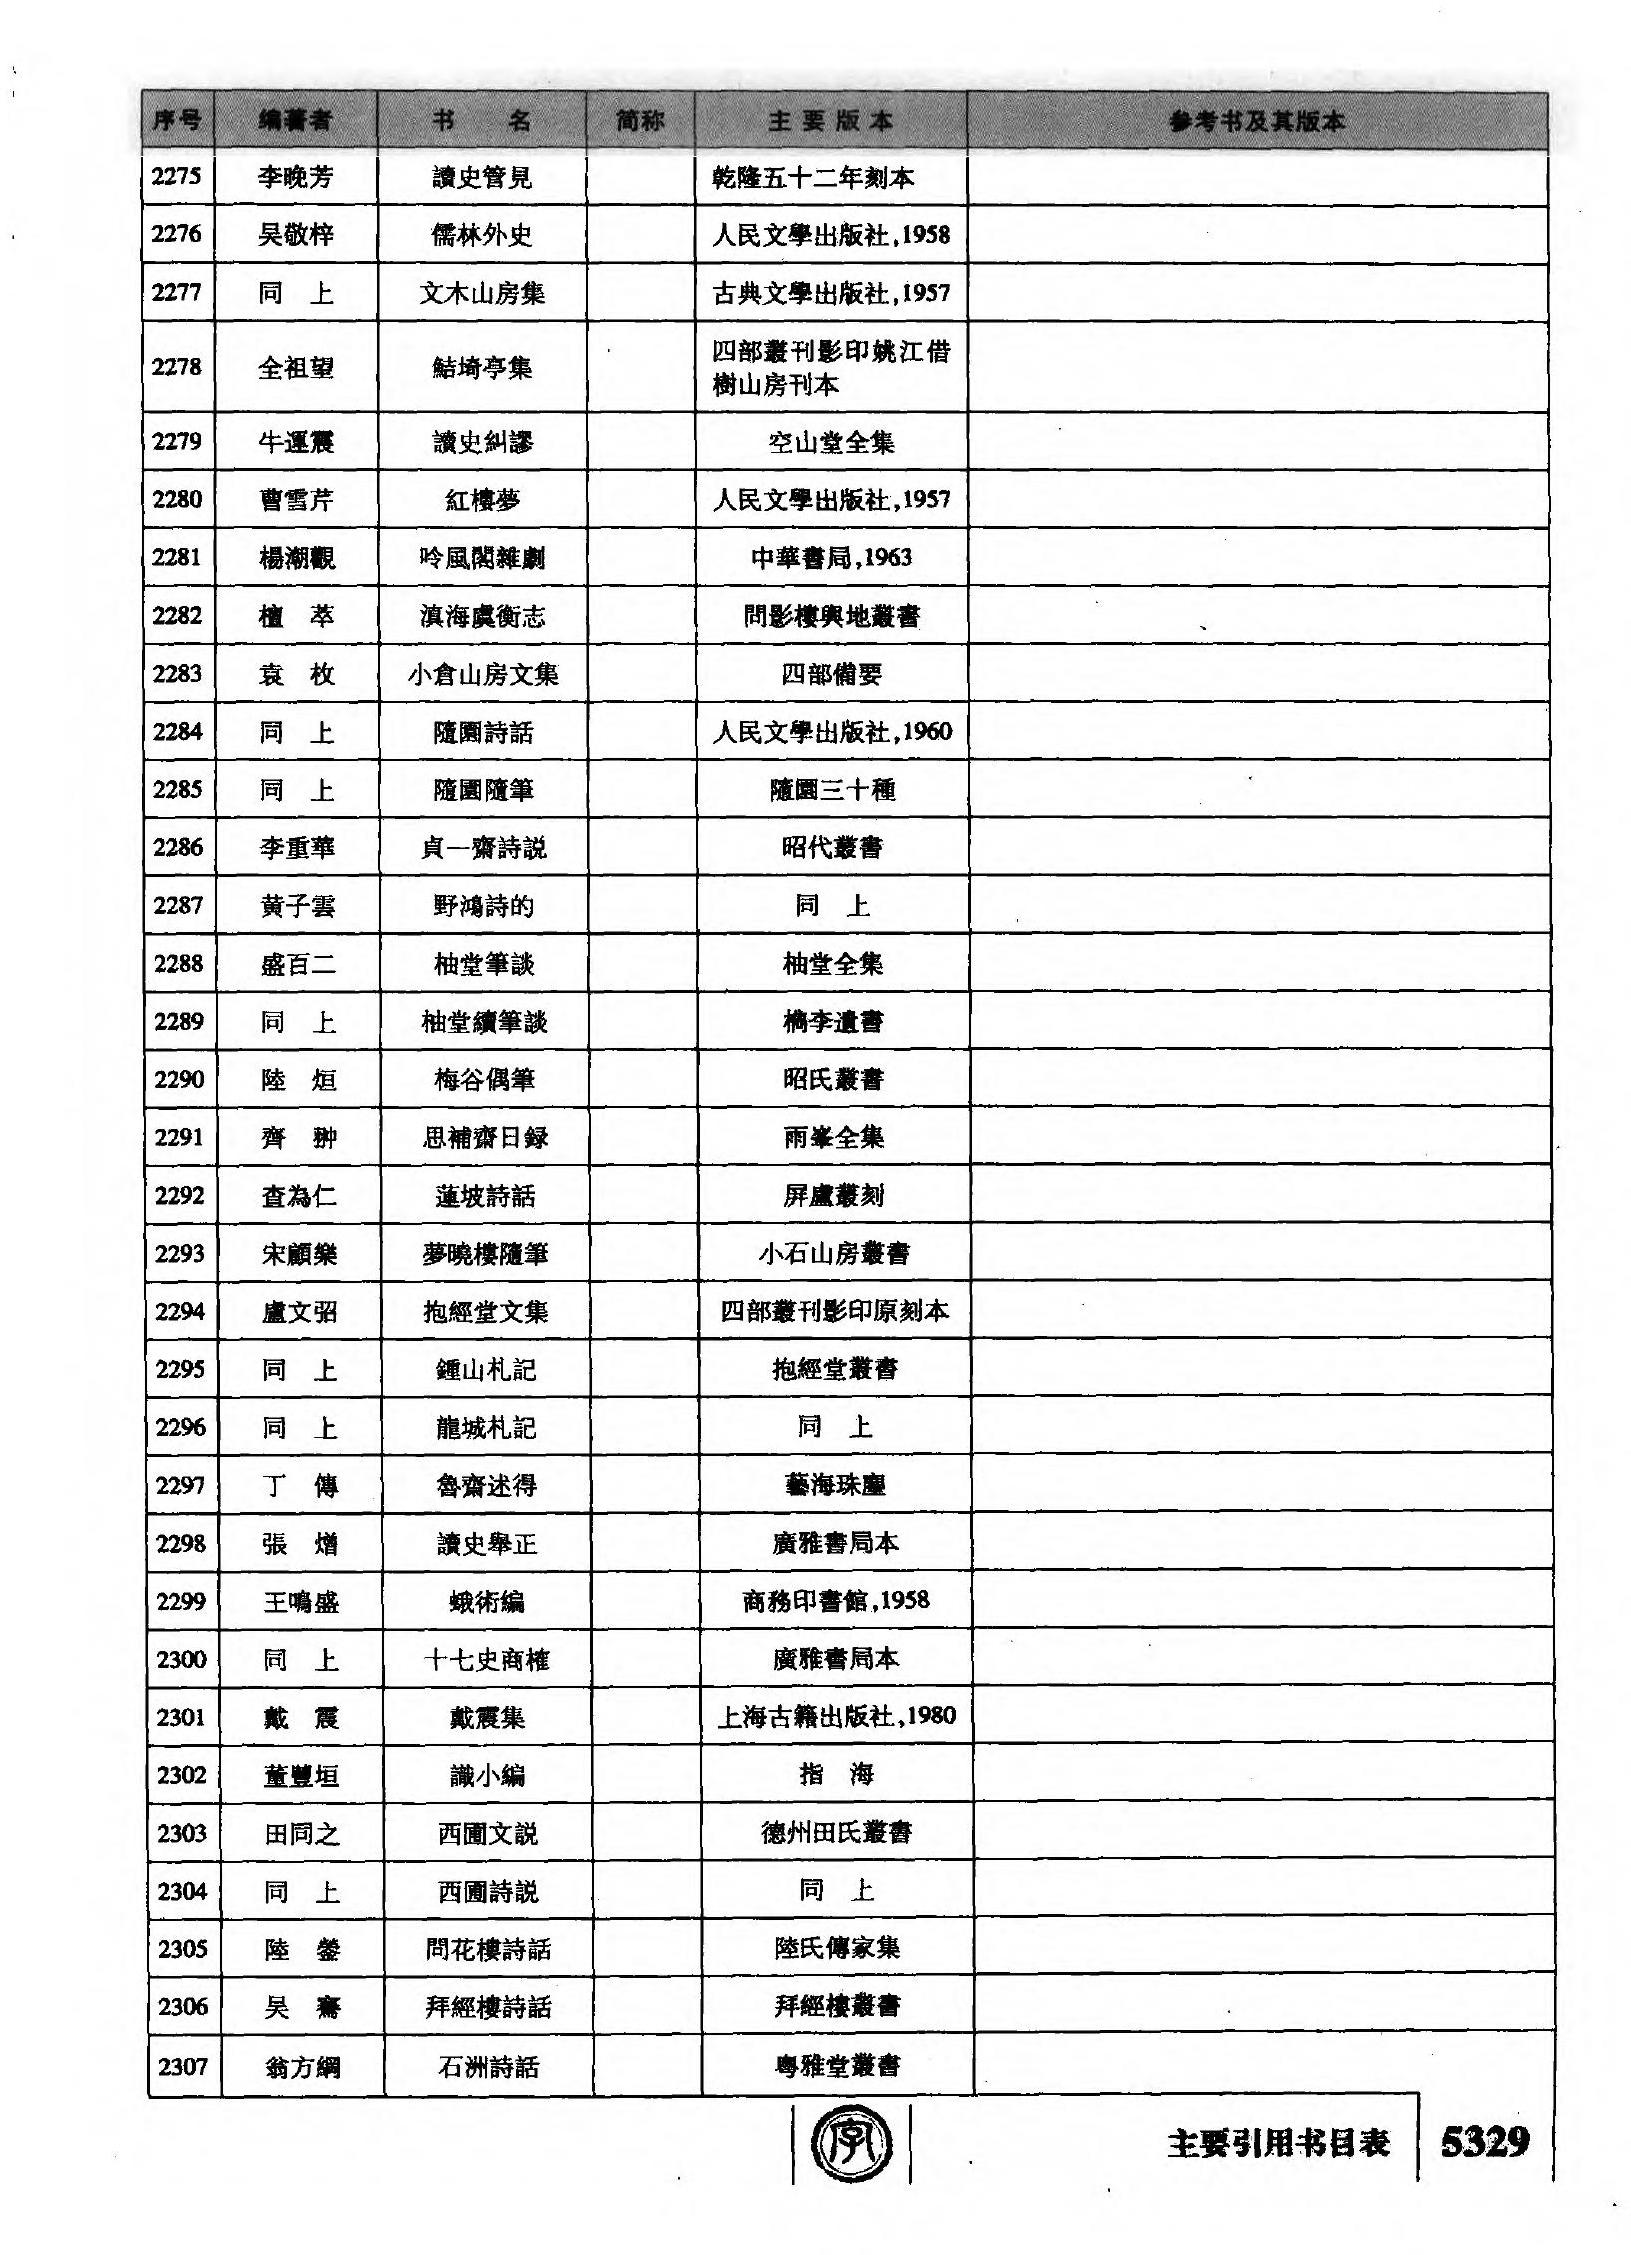 序号 编著者 书 名 简称 主要版本 参考书及其版本
2275 李晚芳 讀史管見 乾隆五十二年刻本
2276 吴敬梓 儒林外史 人民文學出版社,1958
2277 同 上 文木山房集 古典文學出版社,1957
2278 全祖望 鮚埼亭集 四部叢刊影印姚江借
樹山房刊本
2279 牛運震 讀史糾謬 空山堂全集
2280 曹雪芹 紅樓夢 人民文學出版社,1957
2281 楊潮觀 吟風閣雜劇 中華書局,1963
2282 檀 萃 滇海虞衡志 問影樓輿地叢書
2283 袁 枚 小倉山房文集 四部備要
2284 同 上 隨園詩話 人民文學出版社,1960
2285 同 上 隨園隨筆 隨園三十種
2286 李重華 貞一齋詩説 昭代叢書
2287 黄子雲 野鴻詩的 同 上
2288 盛百二 柚堂筆談 柚堂全集
2289 同 上 柚堂續筆談 檇李遺書
2290 陸 烜 梅谷偶筆 昭氏叢書
2291 齊 翀 思補齋日録 雨峯全集
2292 查為仁 蓮坡詩話 屏廬叢刻
2293 宋顧樂 夢曉樓隨筆 小石山房叢書
2294 盧文弨 抱經堂文集 四部叢刊影印原刻本
2295 同 上 鍾山札記 抱經堂叢書
2296 同 上 龍城札記 同 上
2297 丁 傳 魯齋述得 藝海珠塵
2298 張 熷 讀史舉正 廣雅書局本
2299 王鳴盛 蛾術編 商務印書館,1958
2300 同 上 十七史商榷 廣雅書局本
2301 戴 震 戴震集 上海古籍出版社,1980
2302 董豐垣 識小編 指 海
2303 田同之 西圃文説 德州田氏叢書
2304 同 上 西圃詩説 同 上
2305 陸 鎣 問花樓詩話 陸氏傳家集
2306 吴 騫 拜經樓詩話 拜經樓叢書
2307 翁方綱 石洲詩話 粵雅堂叢書
字
主要引用书目表 5329